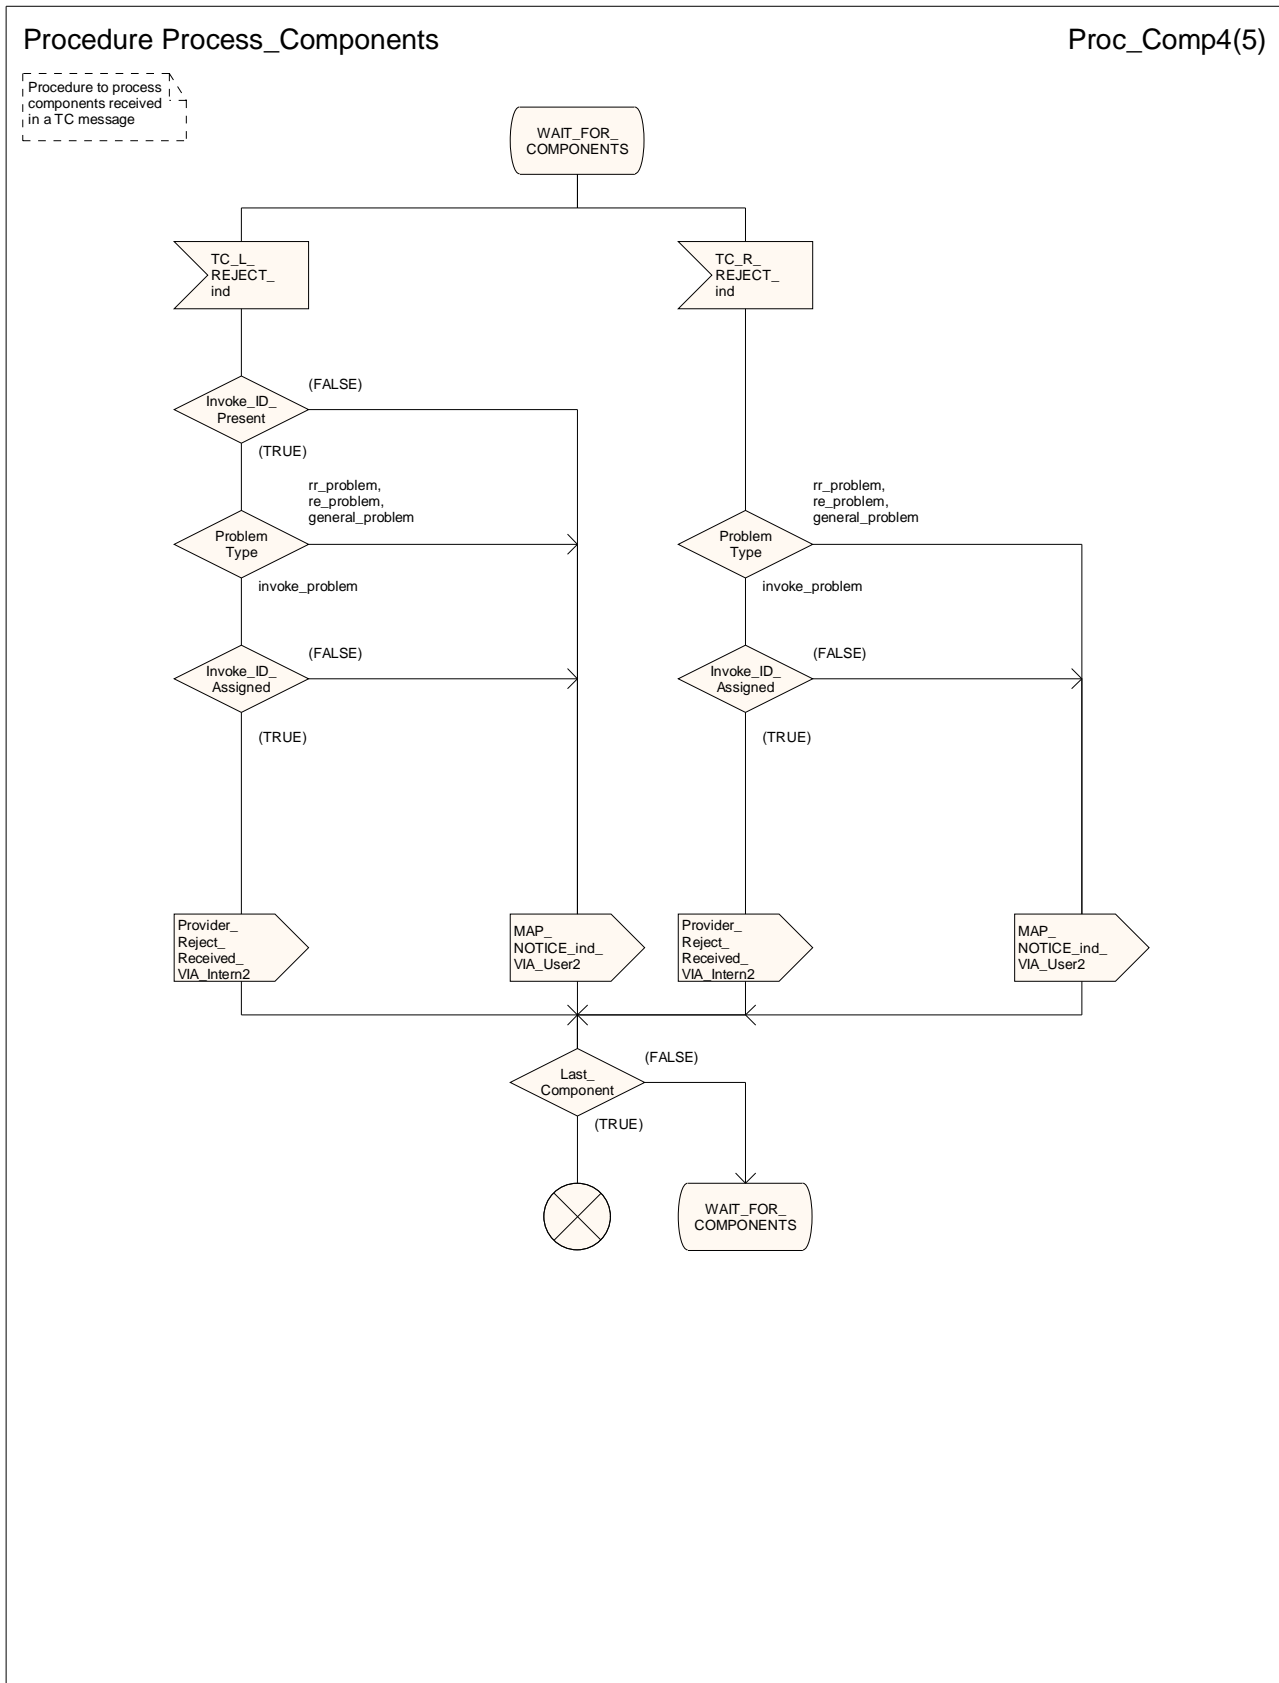 Procedure Process_Components
Proc_Comp4(5)
Procedure to process
components received
in a TC message
WAIT_FOR_
COMPONENTS
TC_L_
REJECT_
ind
TC_R_
REJECT_
ind
Invoke_ID_
Present
(FALSE)
(TRUE)
rr_problem,
re_problem,
general_problem
Problem
Type
invoke_problem
rr_problem,
re_problem,
general_problem
Problem
Type
invoke_problem
Invoke_ID_
Assigned
(FALSE)
(TRUE)
Invoke_ID_
Assigned
(FALSE)
(TRUE)
Provider_
Reject_
Received_
VIA_Intern2
MAP_
NOTICE_ind_
VIA_User2
Provider_
Reject_
Received_
VIA_Intern2
MAP_
NOTICE_ind_
VIA_User2
Last_
Component
(FALSE)
(TRUE)
WAIT_FOR_
COMPONENTS